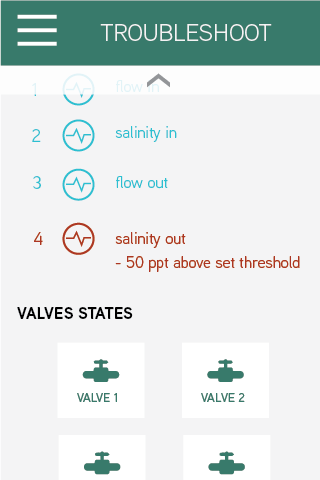 TROUBLESHOOT
1 flow in
2 salinity in
3 flow out
4 salinity out
- 50 ppt above set threshold
VALVES STATES
VALVE 1 VALVE 2